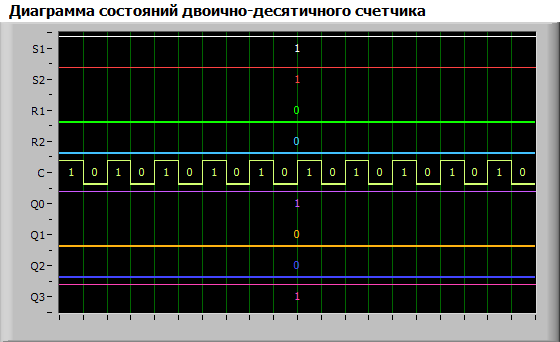 Диаграмма состояний двоично-десятичного счетчика
S1 1
S2 1
R1 0
R2 0
C 1 0 1 0 1 0 1 0 1 0 1 0 1 0 1 0 1 0 1 0
Q0 1
Q1 0
Q2 0
Q3 1